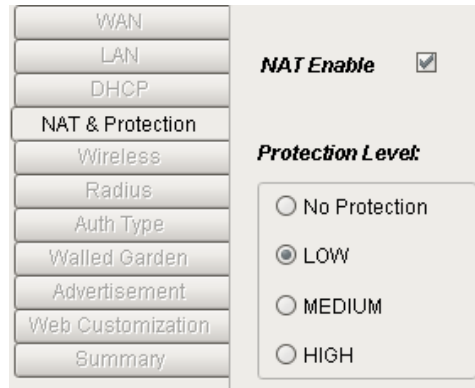 WAN
LAN
DHCP
NAT & Protection
Wireless
Radius
Auth Type
Walled Garden
Advertisement
Web Customization
Summary
NAT Enable
Protection Level:
No Protection
LOW
MEDIUM
HIGH